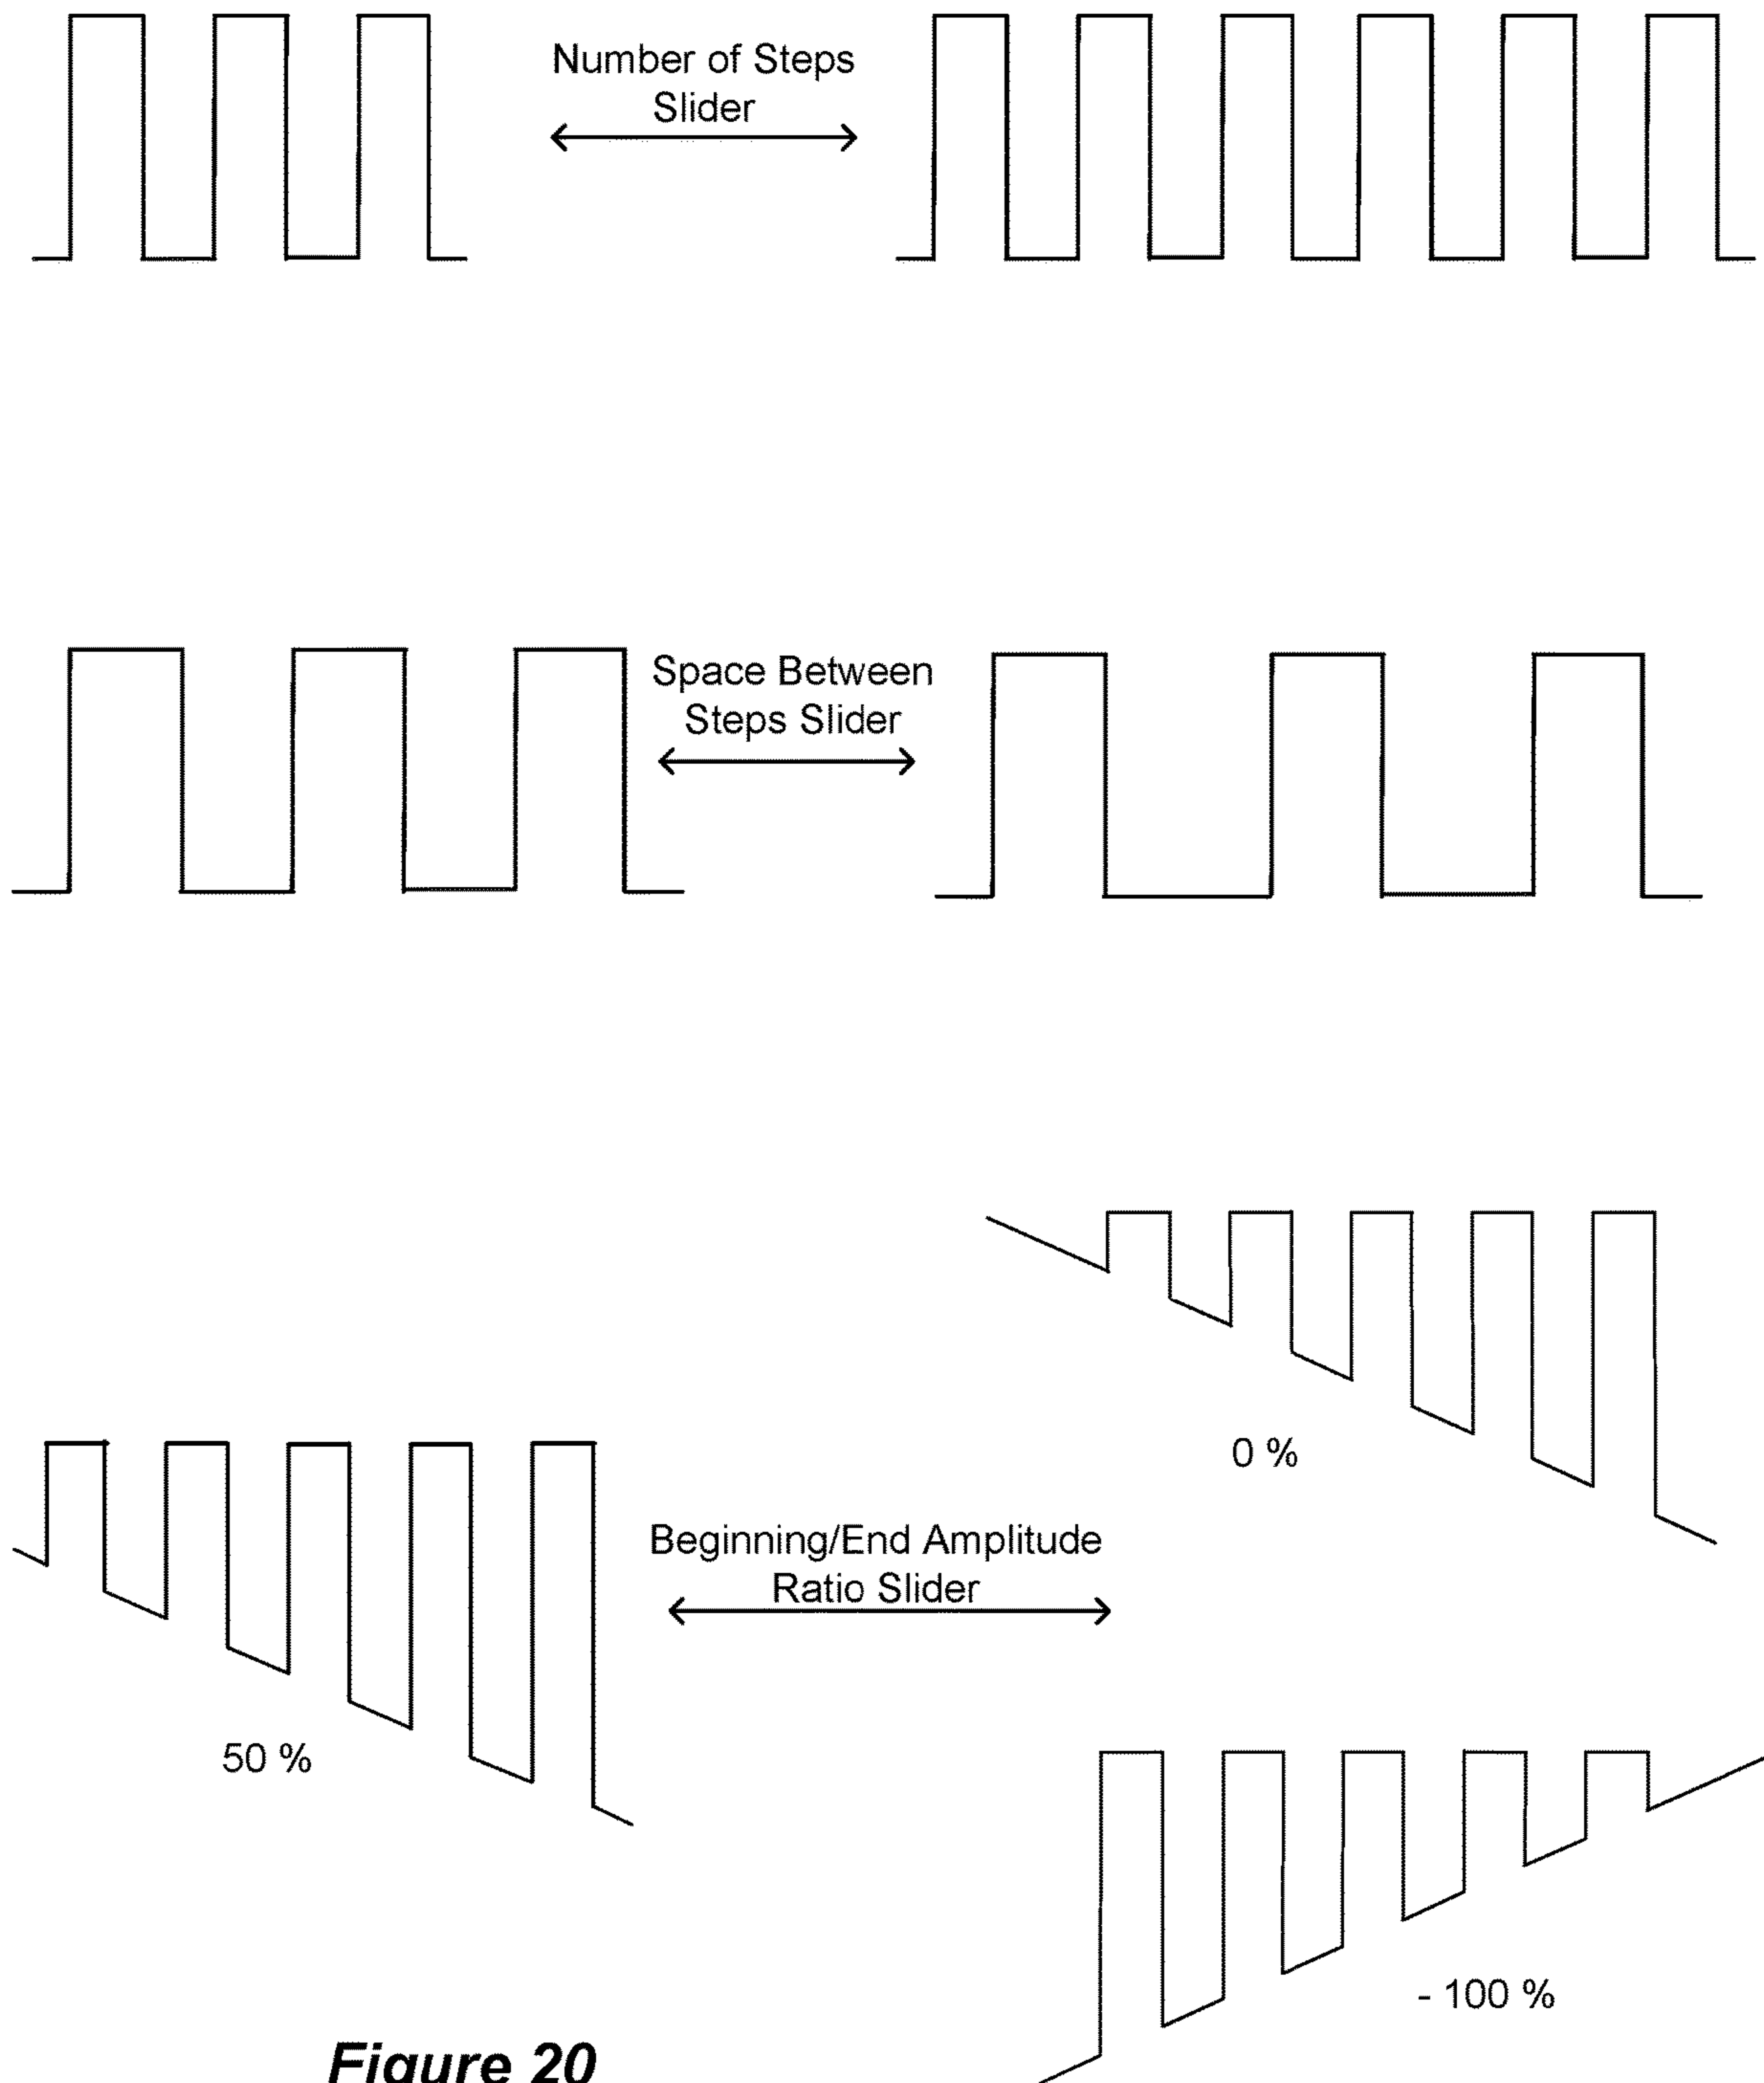 Number of Steps
Slider
Space Between
Steps Slider
0 %
Beginning/End Amplitude
Ratio Slider
50 %
- 100 %
Figure 20